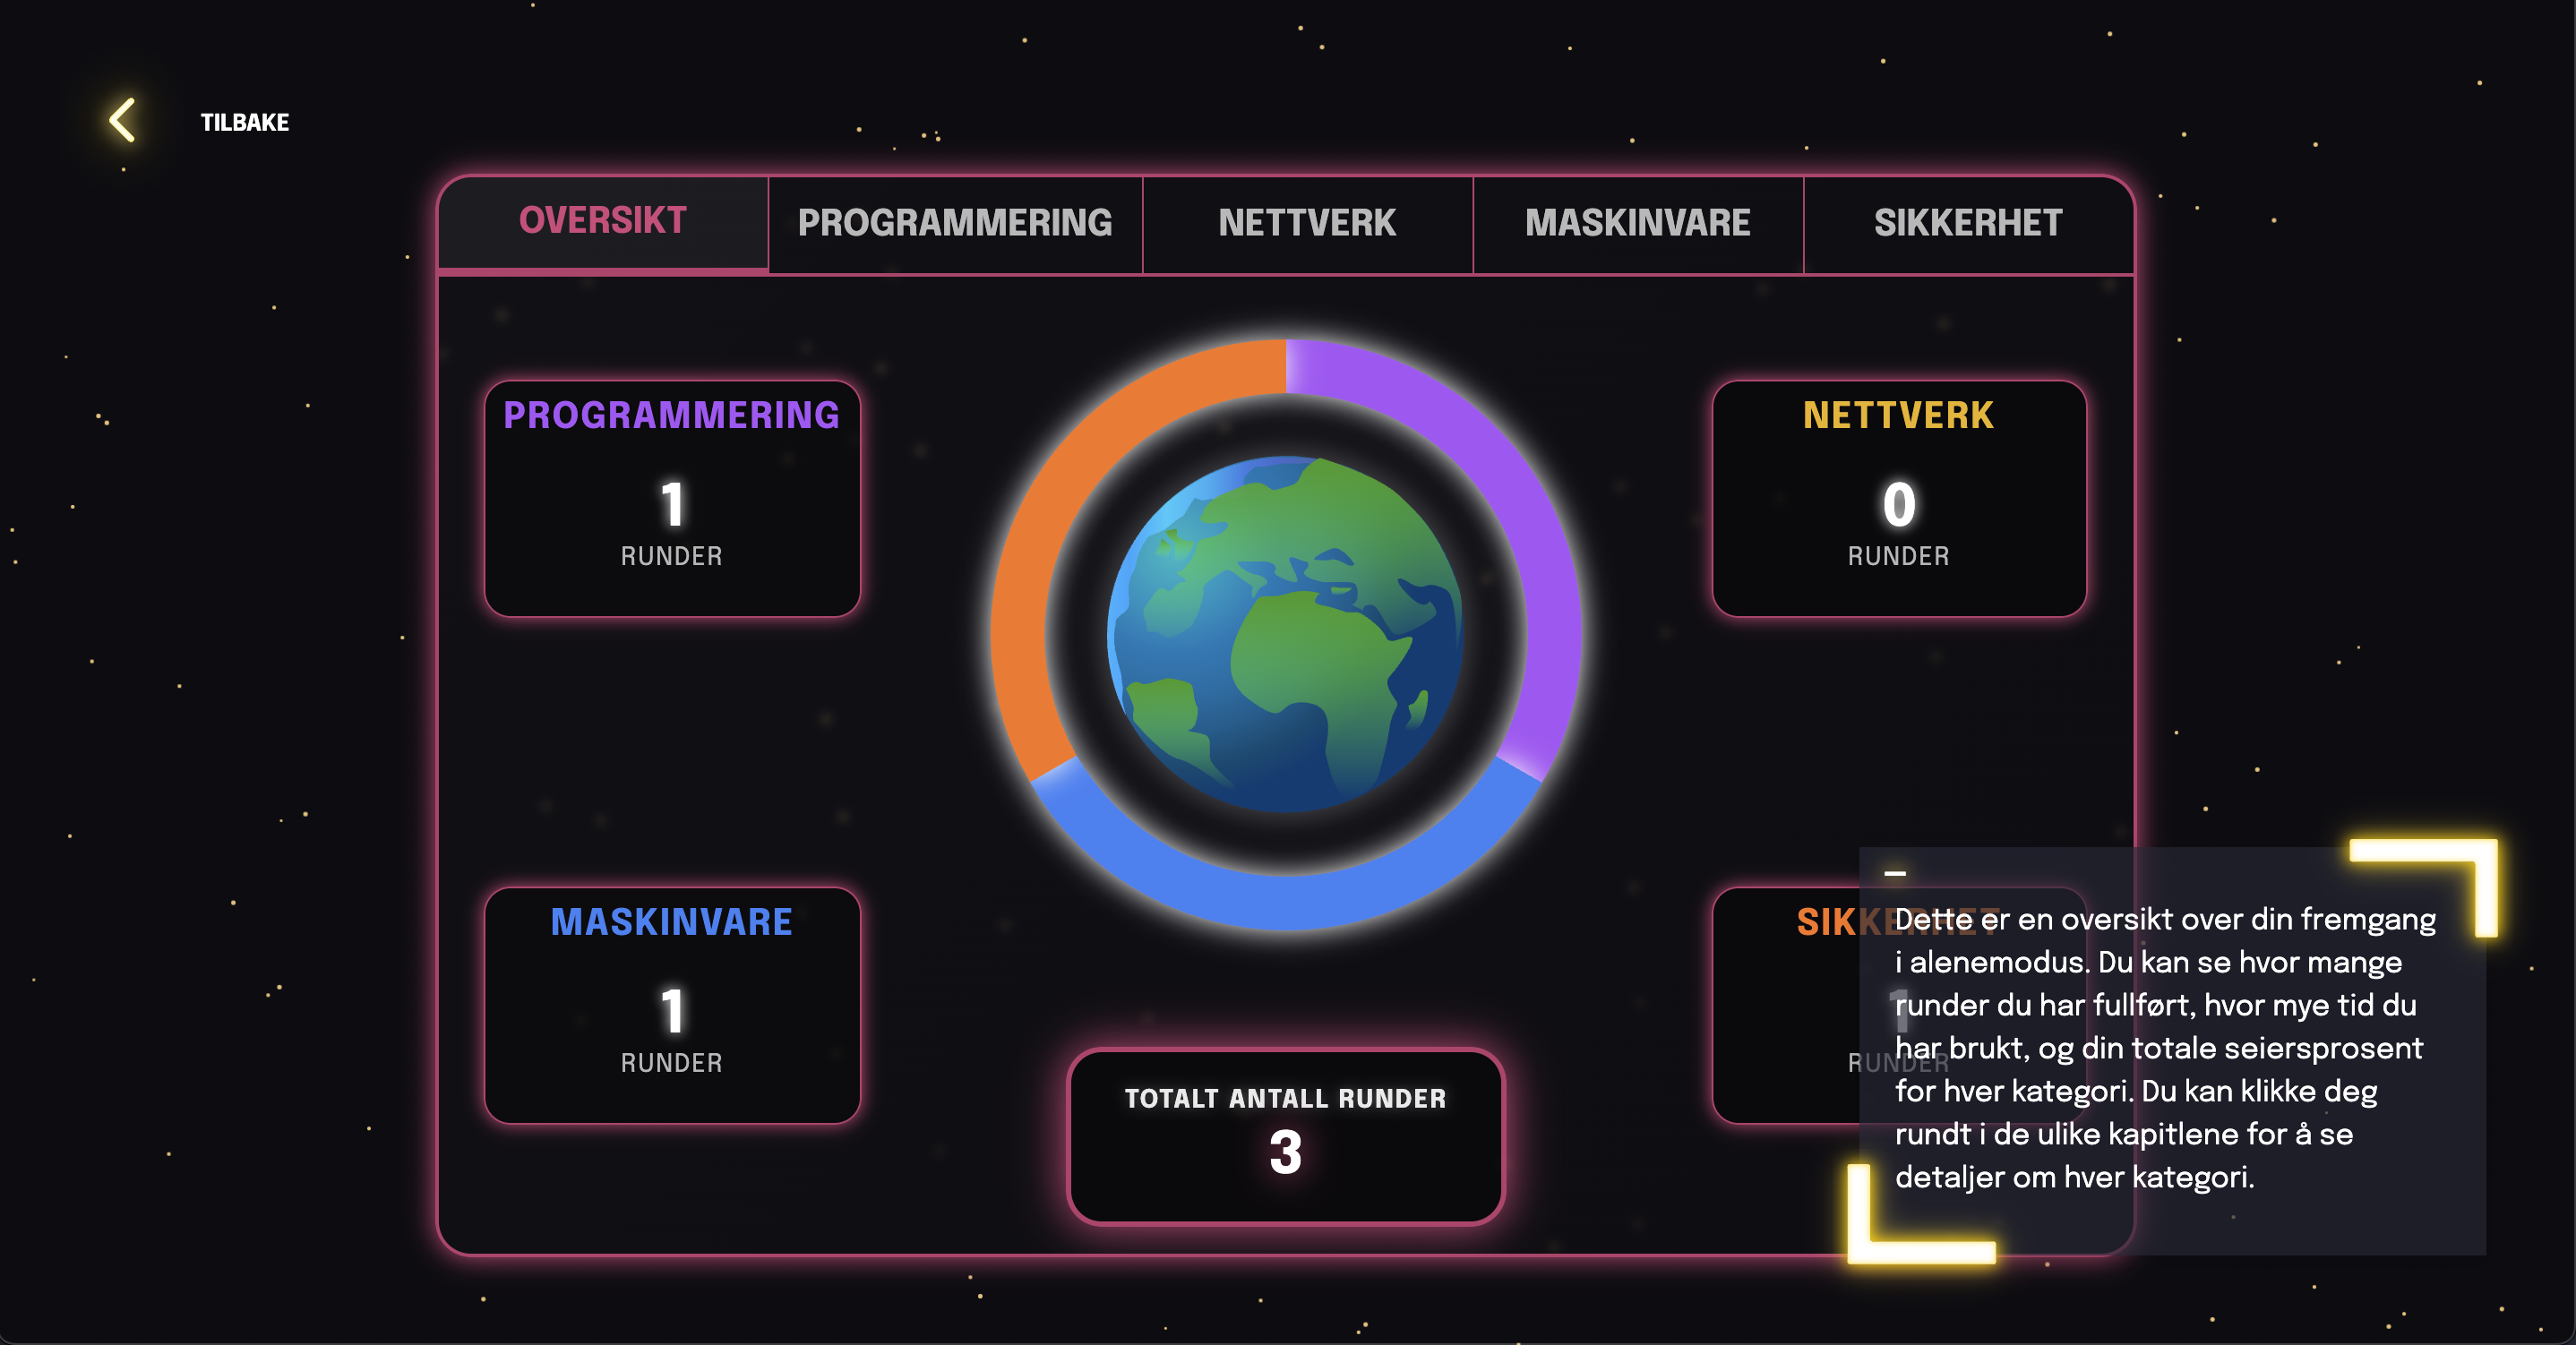 TILBAKE
OVERSIKT
PROGRAMMERING
NETTVERK
MASKINVARE
SIKKERHET
PROGRAMMERING
1
RUNDER
NETTVERK
0
RUNDER
MASKINVARE
1
RUNDER
SIKKERHET
1
RUNDER
TOTALT ANTALL RUNDER
3
Dette er en oversikt over din fremgang
i alenemodus. Du kan se hvor mange
runder du har fullført, hvor mye tid du
har brukt, og din totale seiersprosent
for hver kategori. Du kan klikke deg
rundt i de ulike kapitlene for å se
detaljer om hver kategori.